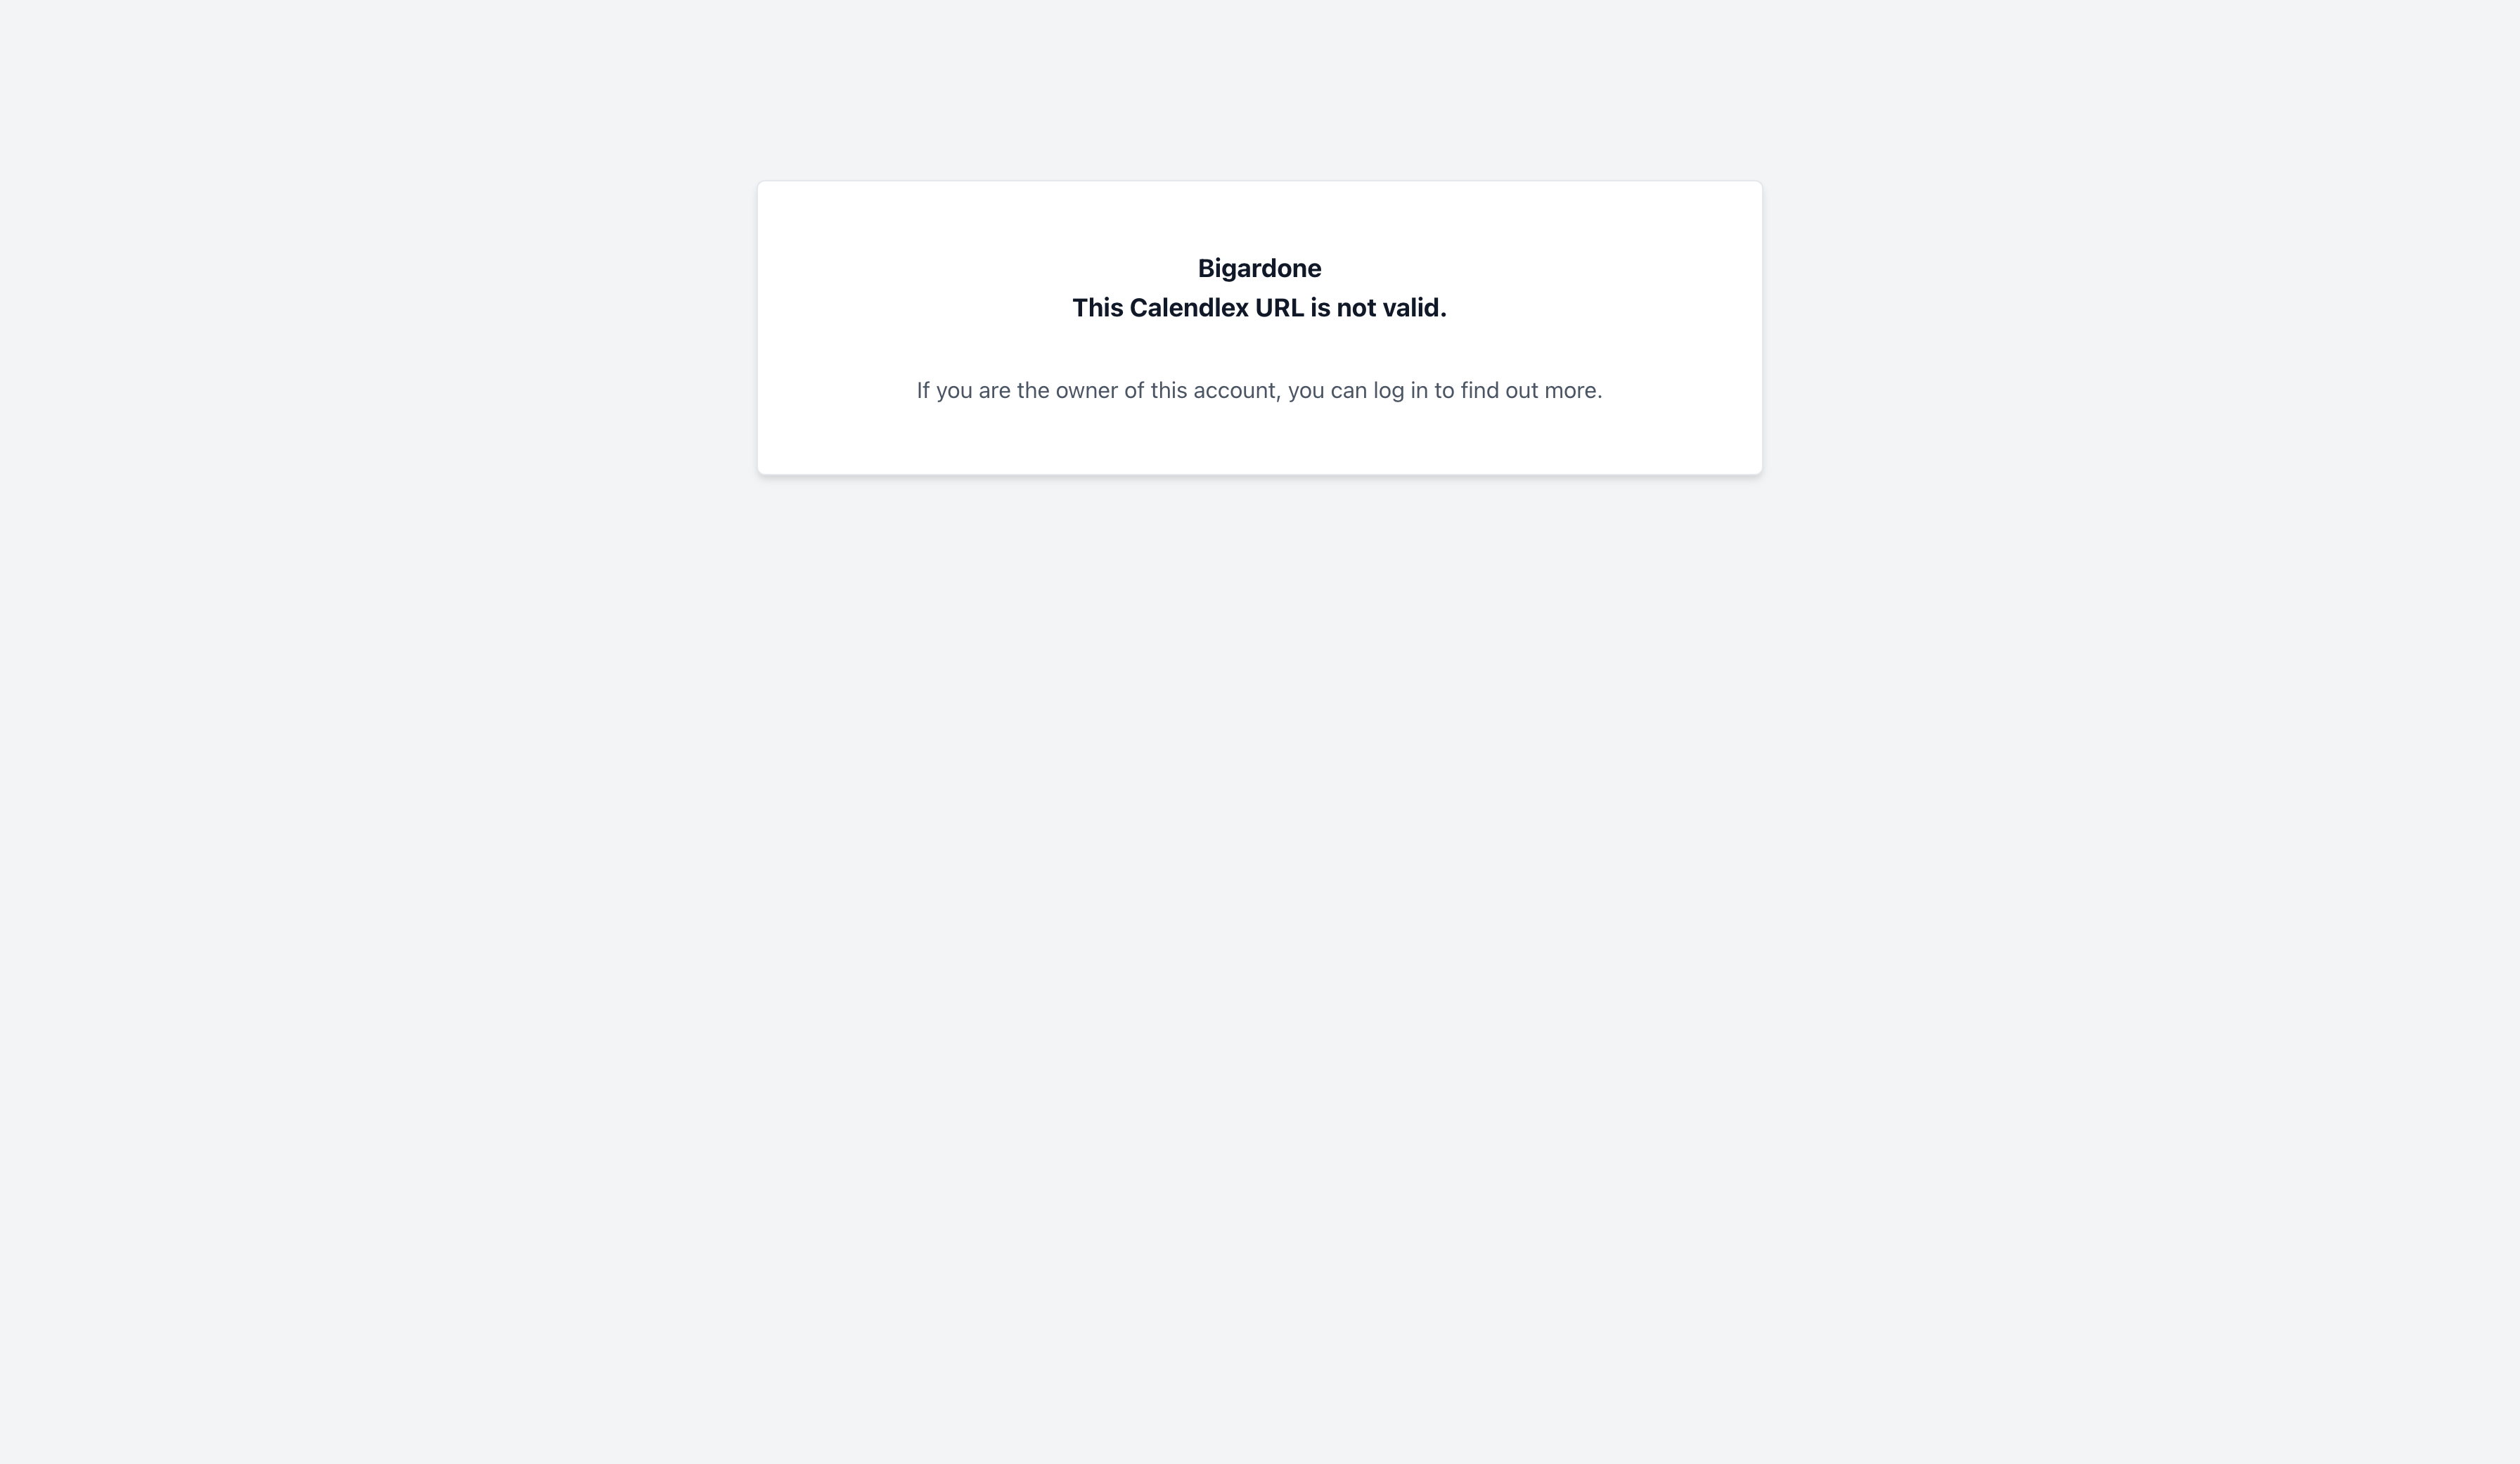 Bigardone
This Calendlex URL is not valid.
If you are the owner of this account, you can log in to find out more.